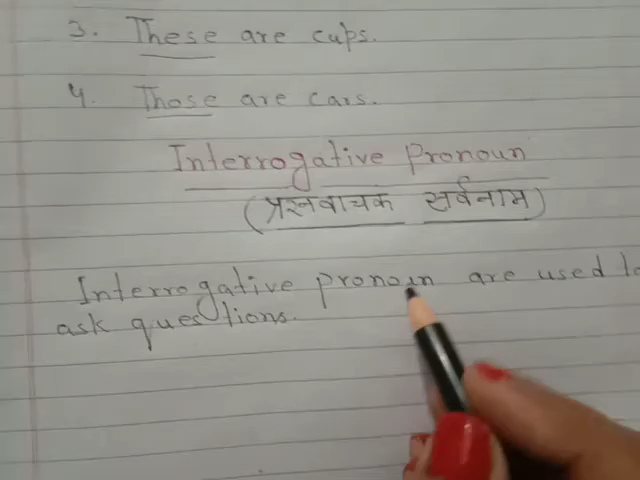 3. These are cups.
4. Those are cars.
Interrogative Pronoun
(प्रश्नवाचक सर्वनाम)
Interrogative pronoun are used to
ask questions.